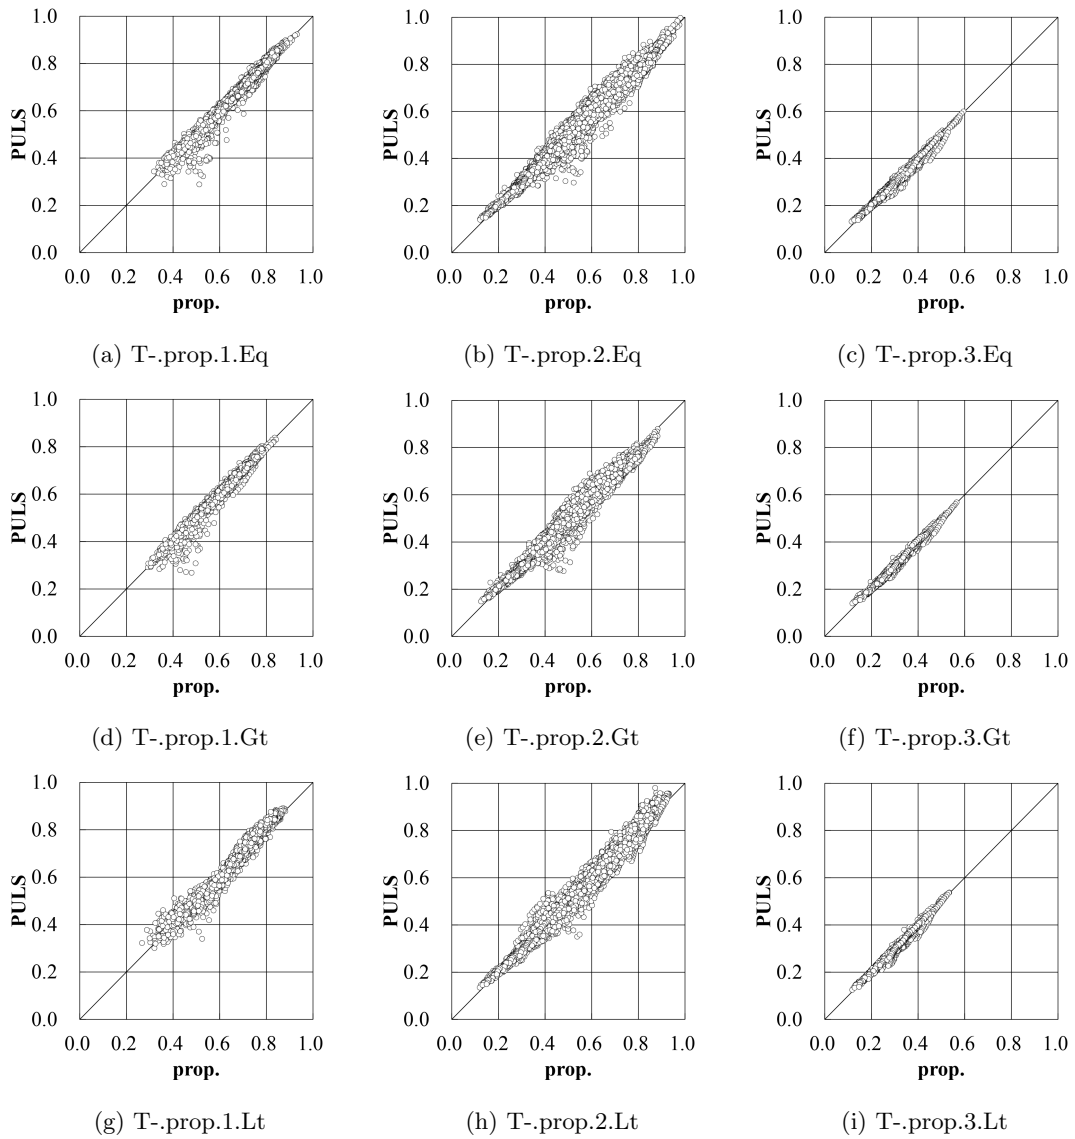 1.0 1.0 1.0
0.8 0.8 0.8
0.6 0.6 0.6
PULS PULS PULS
0.4 0.4 0.4
0.2 0.2 0.2
0.0 0.0 0.0
0.0 0.2 0.4 0.6 0.8 1.0 0.0 0.2 0.4 0.6 0.8 1.0 0.0 0.2 0.4 0.6 0.8 1.0
prop. prop. prop.
(a) T-.prop.1.Eq (b) T-.prop.2.Eq (c) T-.prop.3.Eq
1.0 1.0 1.0
0.8 0.8 0.8
0.6 0.6 0.6
PULS PULS PULS
0.4 0.4 0.4
0.2 0.2 0.2
0.0 0.0 0.0
0.0 0.2 0.4 0.6 0.8 1.0 0.0 0.2 0.4 0.6 0.8 1.0 0.0 0.2 0.4 0.6 0.8 1.0
prop. prop. prop.
(d) T-.prop.1.Gt (e) T-.prop.2.Gt (f) T-.prop.3.Gt
1.0 1.0 1.0
0.8 0.8 0.8
0.6 0.6 0.6
PULS PULS PULS
0.4 0.4 0.4
0.2 0.2 0.2
0.0 0.0 0.0
0.0 0.2 0.4 0.6 0.8 1.0 0.0 0.2 0.4 0.6 0.8 1.0 0.0 0.2 0.4 0.6 0.8 1.0
prop. prop. prop.
(g) T-.prop.1.Lt (h) T-.prop.2.Lt (i) T-.prop.3.Lt